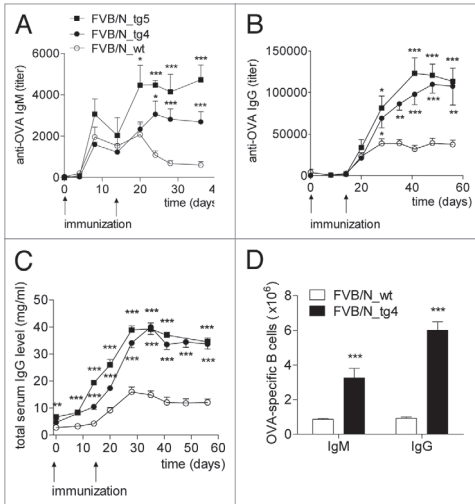 A
FVB/N_tg5
FVB/N_tg4
FVB/N_wt
anti-OVA IgM (titer)
6000
4000
2000
0
* *** *** ***
* *** ***
0 10 20 30 4
time (days)
immunization
B
anti-OVA IgG (titer)
150000
100000
50000
0
* *** *** ***
* ** *** *** **
0 10 20 30 40 50 60
time (days)
immunization
C
total serum IgG level (mg/ml)
50
40
30
20
10
0
** *** *** *** *** *** *** ***
*** *** *** *** *** *** ***
0 10 20 30 40 50 60
time (days)
immunization
D
FVB/N_wt
FVB/N_tg4
OVA-specific B cells (x10⁶)
8
6
4
2
0
*** ***
IgM IgG